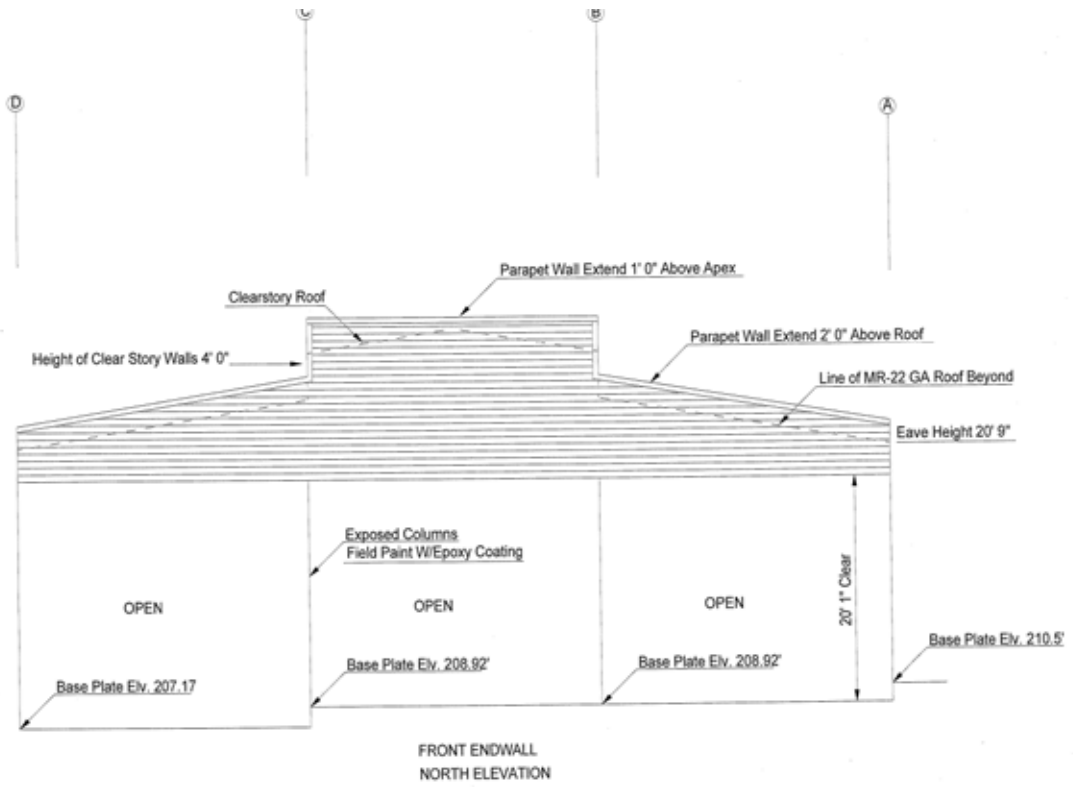 C
B
D
A
Parapet Wall Extend 1' 0" Above Apex
Clearstory Roof
Parapet Wall Extend 2' 0" Above Roof
Height of Clear Story Walls 4' 0"
Line of MR-22 GA Roof Beyond
Eave Height 20' 9"
Exposed Columns
Field Paint W/Epoxy Coating
20' 1" Clear
OPEN
OPEN
OPEN
Base Plate Elv. 210.5'
Base Plate Elv. 208.92'
Base Plate Elv. 208.92'
Base Plate Elv. 207.17
FRONT ENDWALL
NORTH ELEVATION